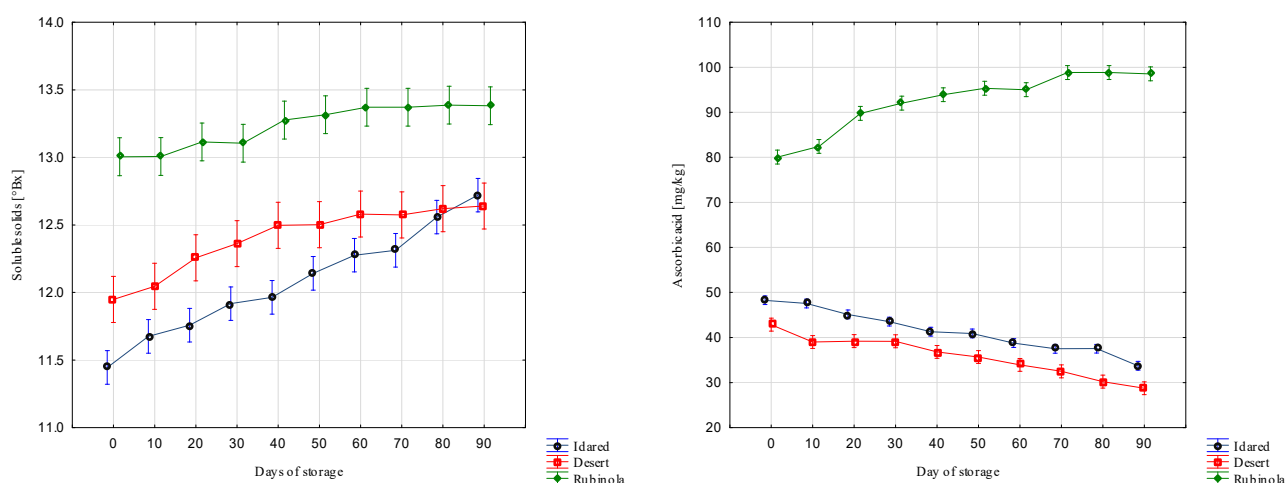 14.0
13.5
13.0
12.5
12.0
11.5
11.0
Soluble solids [°Bx]
0 10 20 30 40 50 60 70 80 90
Days of storage
Idared
Desert
Rubinola
110
100
90
80
70
60
50
40
30
20
Ascorbic acid [mg/kg]
0 10 20 30 40 50 60 70 80 90
Day of storage
Idared
Desert
Rubinola